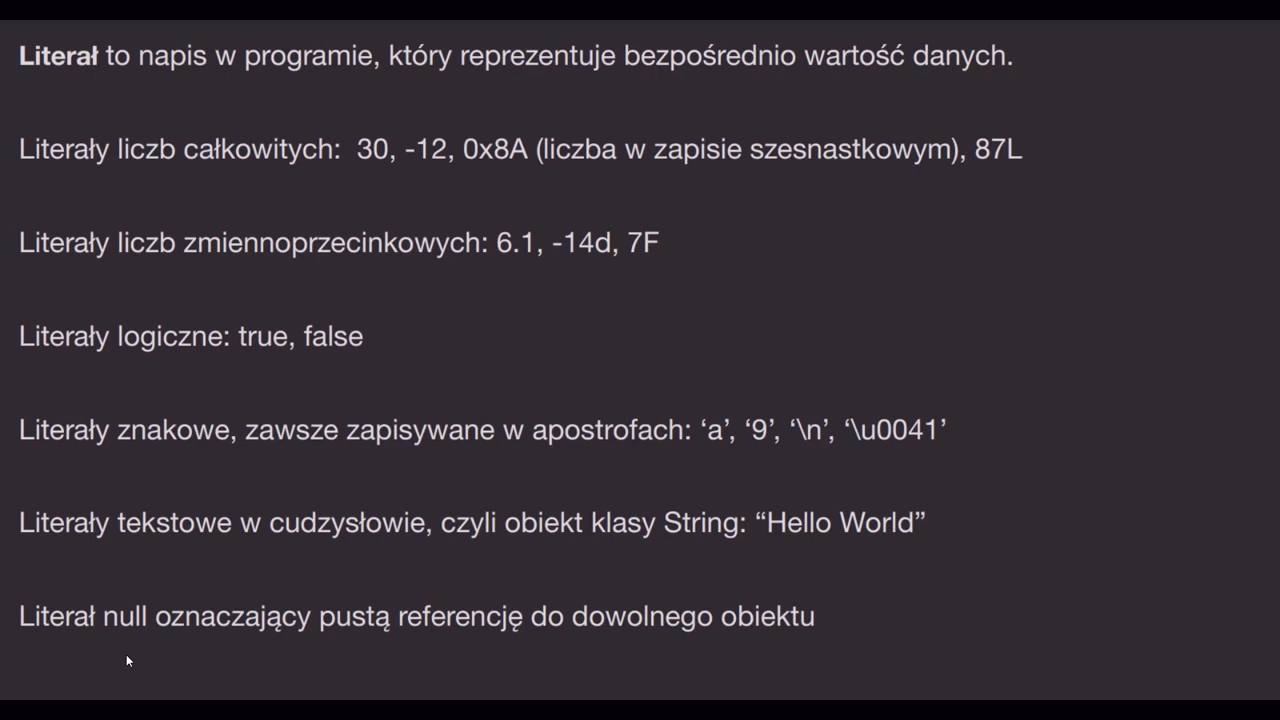 Literał to napis w programie, który reprezentuje bezpośrednio wartość danych.
Literały liczb całkowitych:  30, -12, 0x8A (liczba w zapisie szesnastkowym), 87L
Literały liczb zmiennoprzecinkowych: 6.1, -14d, 7F
Literały logiczne: true, false
Literały znakowe, zawsze zapisywane w apostrofach: ‘a’, ‘9’, ‘\n’, ‘\u0041’
Literały tekstowe w cudzysłowie, czyli obiekt klasy String: “Hello World”
Literał null oznaczający pustą referencję do dowolnego obiektu